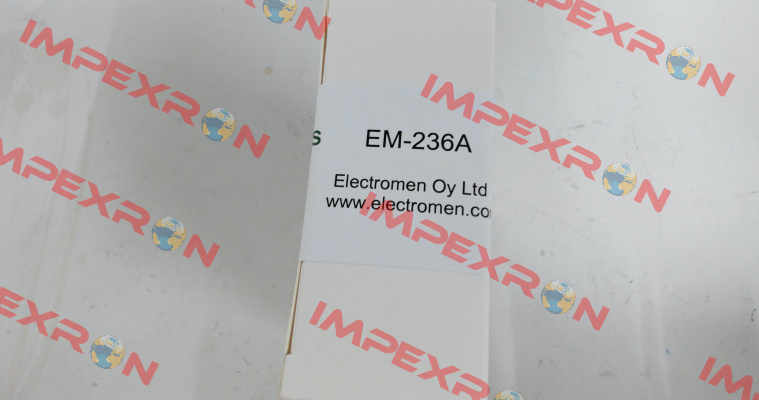 S EM-236A
Electromen Oy Ltd
www.electromen.co
IMPEXRON
IMPEXRON
IMPEXRON
IMPEXRON
IMPEXRON
IMPEXRON